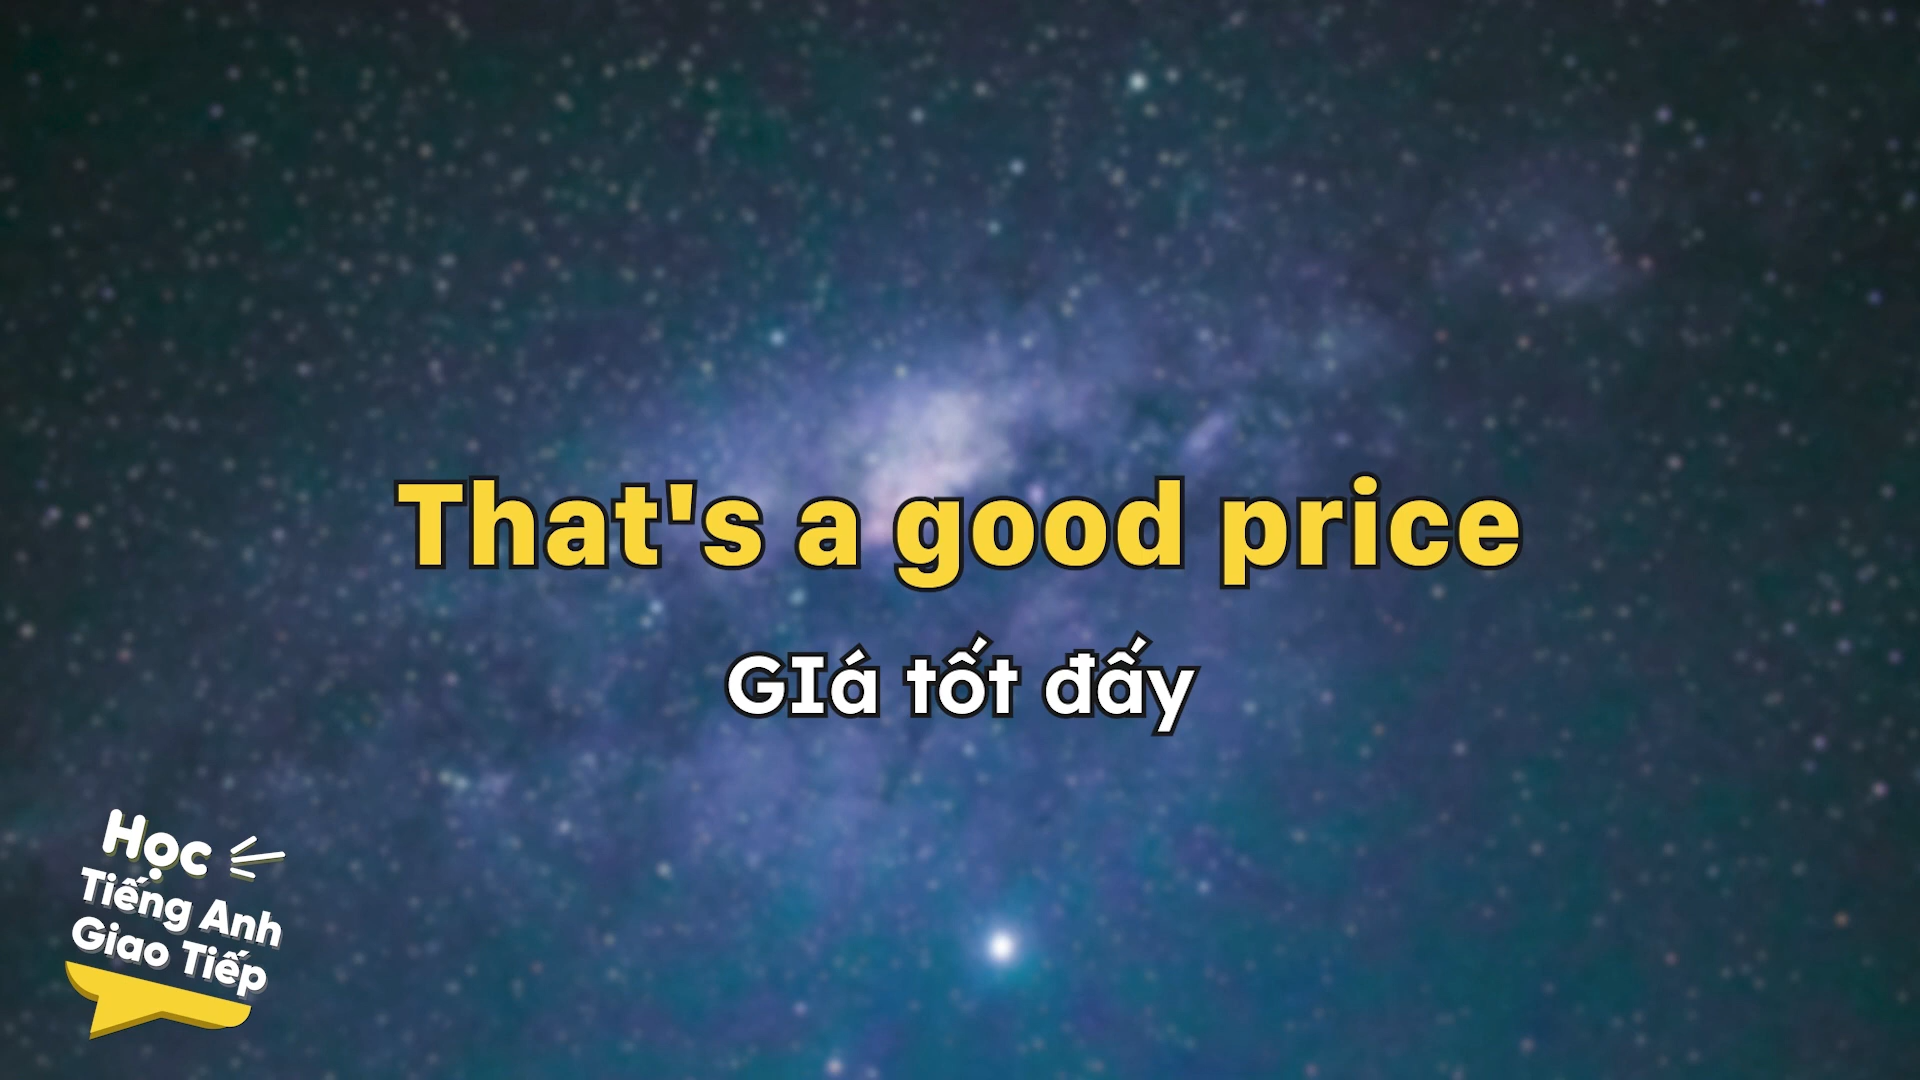 That's a good price
GIá tốt đấy
Học
Tiếng Anh
Giao Tiếp